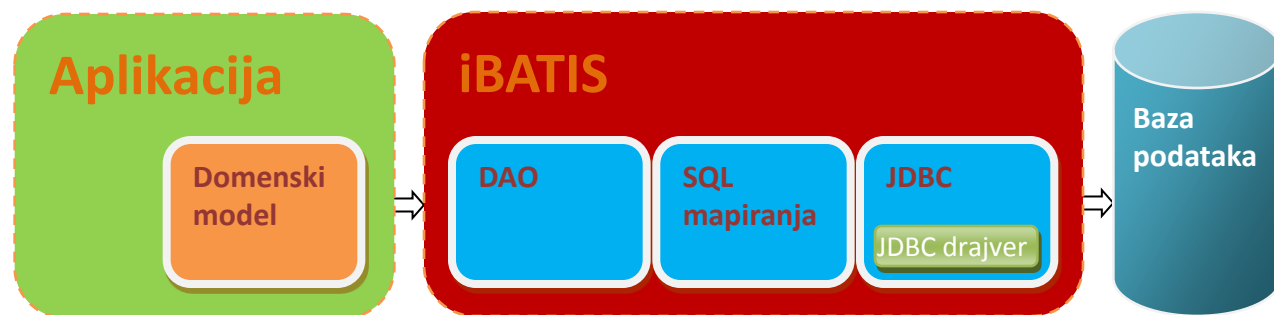 Aplikacija
Domenski
model
iBATIS
DAO
SQL
mapiranja
JDBC
JDBC drajver
Baza
podataka